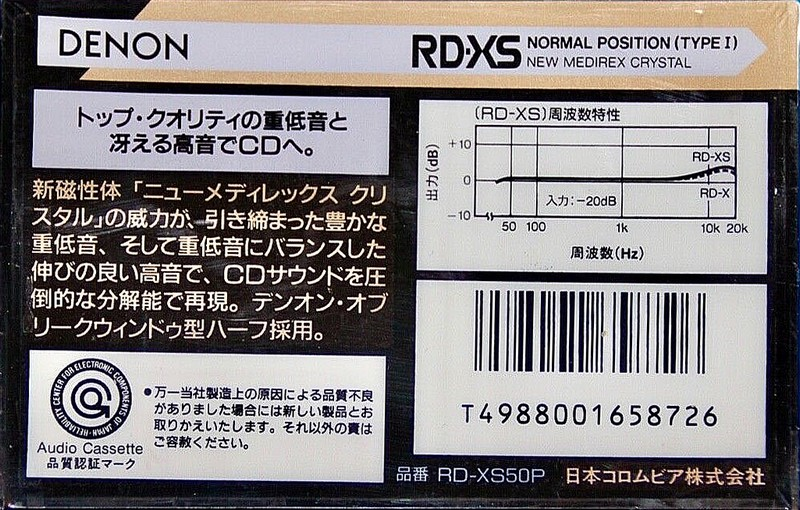 DENON
RD-XS NORMAL POSITION (TYPE I)
NEW MEDIREX CRYSTAL
トップ・クオリティの重低音と
冴える高音でCDへ。
新磁性体「ニューメディレックス クリ
スタル」の威力が、引き締まった豊かな
重低音、そして重低音にバランスした
伸びの良い高音で、CDサウンドを圧
倒的な分解能で再現。デンオン・オブ
リークウィンドゥ型ハーフ採用。
(RD-XS)周波数特性
出力(dB)
+10
0
-10
RD-XS
RD-X
入力:-20dB
50 100 1k 10k 20k
周波数(Hz)
T4988001658726
CENTER FOR ELECTRONIC COMPONENTS OF JAPAN・RELIABILITY
Audio Cassette
品質認証マーク
●万一当社製造上の原因による品質不良
がありました場合には新しい製品とお
取りかえいたします。それ以外の責は
ご容赦ください。
品番 RD-XS50P 日本コロムビア株式会社